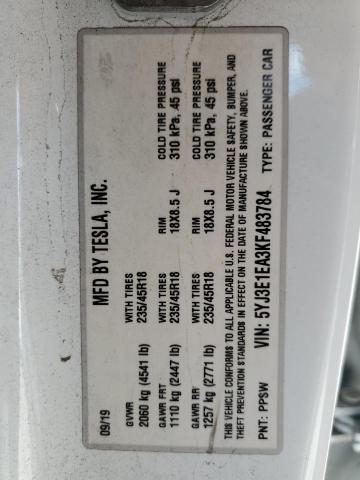 09/19 MFD BY TESLA, INC.
GVWR WITH TIRES RIM COLD TIRE PRESSURE
2060 kg (4541 lb) 235/45R18 18X8.5 J 310 kPa, 45 psi
GAWR FRT WITH TIRES RIM COLD TIRE PRESSURE
1110 kg (2447 lb) 235/45R18 18X8.5 J 310 kPa, 45 psi
GAWR RR WITH TIRES
1257 kg (2771 lb) 235/45R18
THIS VEHICLE CONFORMS TO ALL APPLICABLE U.S. FEDERAL MOTOR VEHICLE SAFETY, BUMPER, AND
THEFT PREVENTION STANDARDS IN EFFECT ON THE DATE OF MANUFACTURE SHOWN ABOVE.
PNT: PPSW VIN: 5YJ3E1EA3KF483784 TYPE: PASSENGER CAR